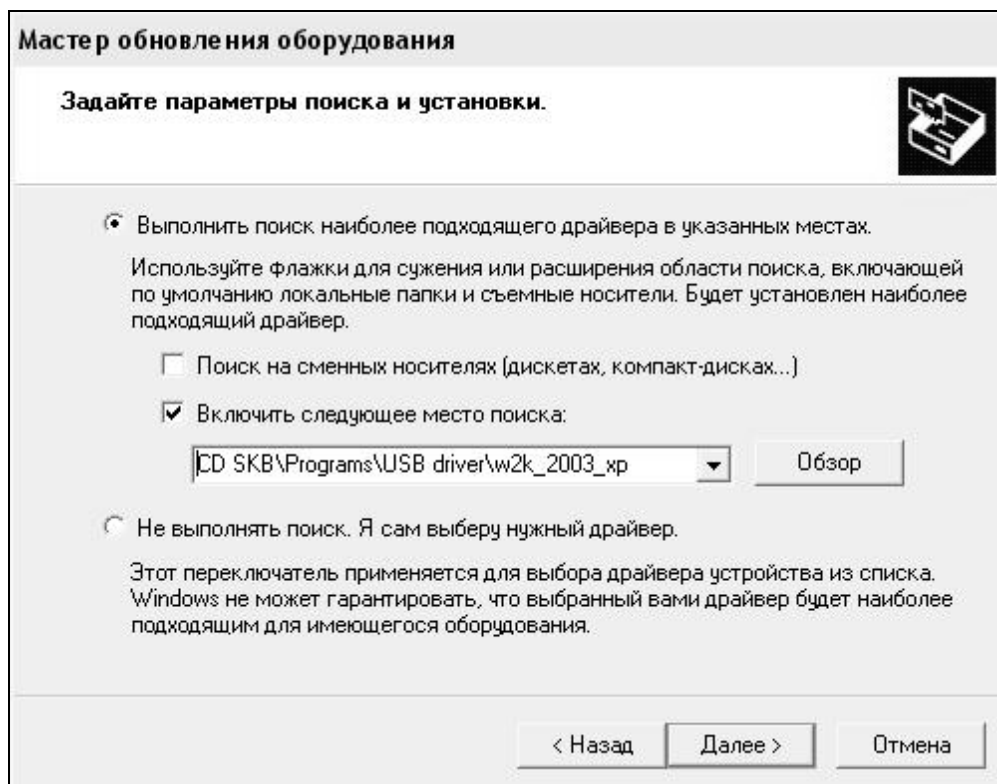 Мастер обновления оборудования
Задайте параметры поиска и установки.
Выполнить поиск наиболее подходящего драйвера в указанных местах.
Используйте флажки для сужения или расширения области поиска, включающей
по умолчанию локальные папки и съемные носители. Будет установлен наиболее
подходящий драйвер.
Поиск на сменных носителях (дискетах, компакт-дисках...)
Включить следующее место поиска:
CD SKB\Programs\USB driver\w2k_2003_xp
Обзор
Не выполнять поиск. Я сам выберу нужный драйвер.
Этот переключатель применяется для выбора драйвера устройства из списка.
Windows не может гарантировать, что выбранный вами драйвер будет наиболее
подходящим для имеющегося оборудования.
< Назад Далее > Отмена